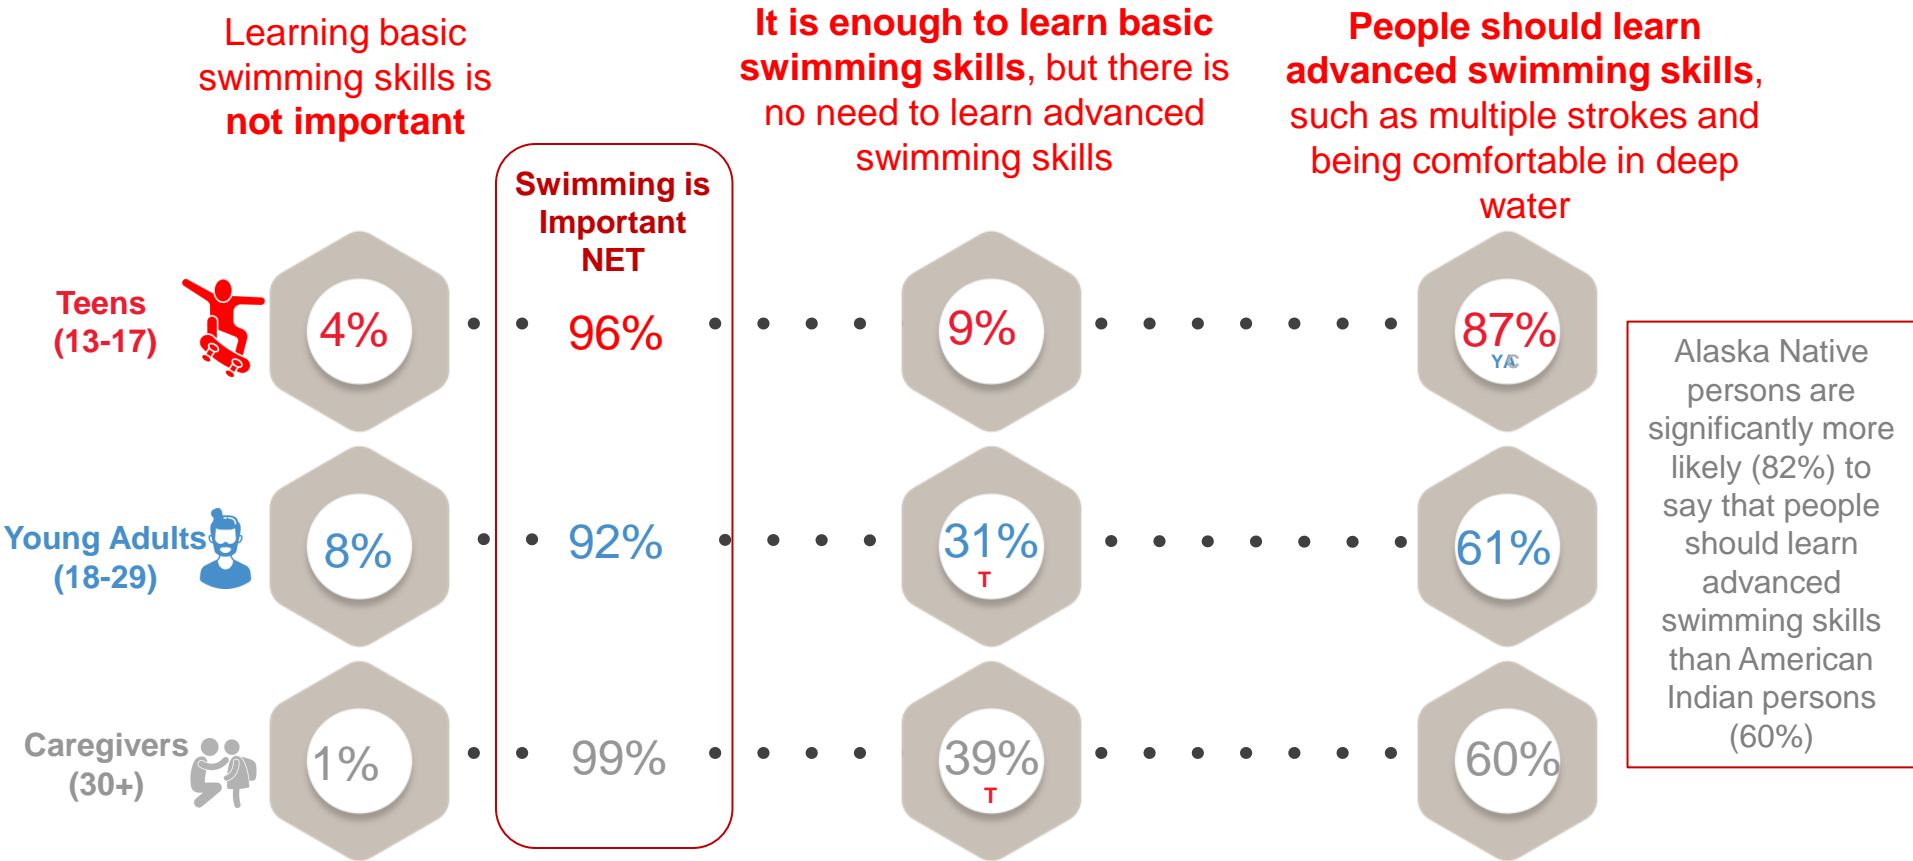 Learning basic
swimming skills is
not important
Swimming is
Important
NET
It is enough to learn basic
swimming skills, but there is
no need to learn advanced
swimming skills
People should learn
advanced swimming skills,
such as multiple strokes and
being comfortable in deep
water
Teens
(13-17)
4%
96%
9%
87%
YA C
Young Adults
(18-29)
8%
92%
31%
T
61%
Caregivers
(30+)
1%
99%
39%
T
60%
Alaska Native
persons are
significantly more
likely (82%) to
say that people
should learn
advanced
swimming skills
than American
Indian persons
(60%)